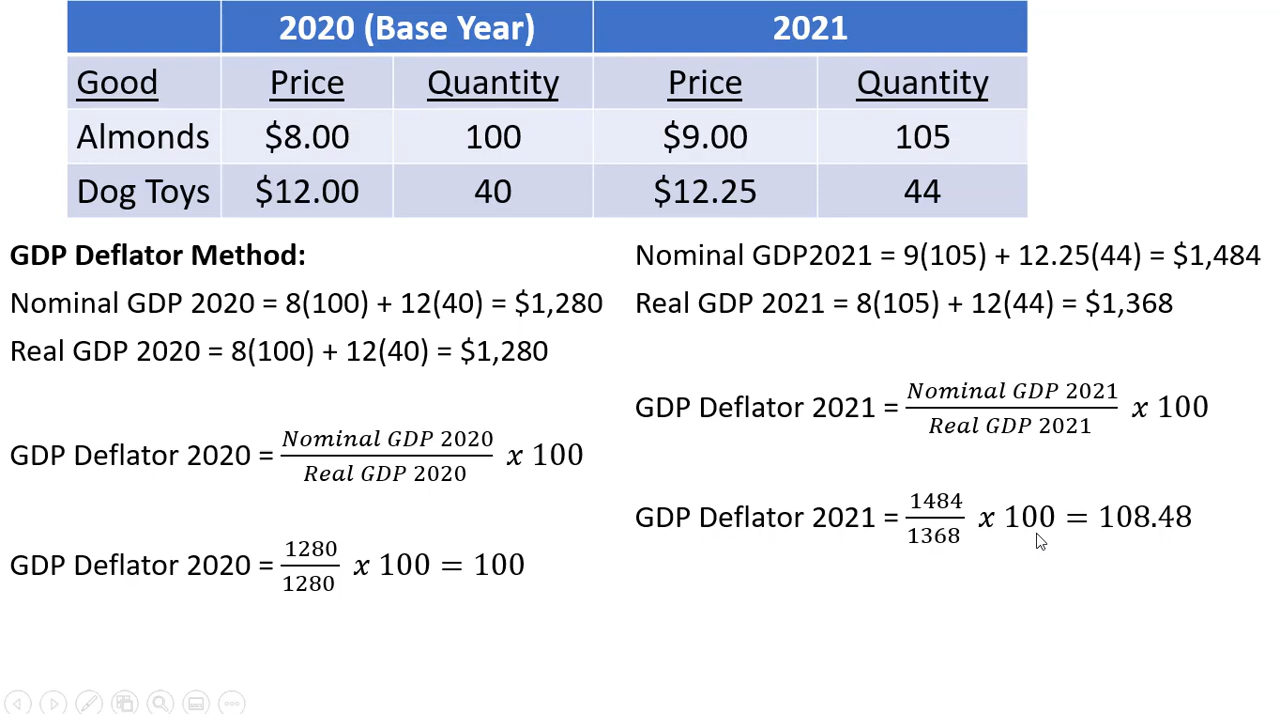 2020 (Base Year) 2021
Good Price Quantity Price Quantity
Almonds $8.00 100 $9.00 105
Dog Toys $12.00 40 $12.25 44
GDP Deflator Method:
Nominal GDP 2020 = 8(100) + 12(40) = $1,280
Real GDP 2020 = 8(100) + 12(40) = $1,280
GDP Deflator 2020 = Nominal GDP 2020 / Real GDP 2020 x 100
GDP Deflator 2020 = 1280 / 1280 x 100 = 100
Nominal GDP2021 = 9(105) + 12.25(44) = $1,484
Real GDP 2021 = 8(105) + 12(44) = $1,368
GDP Deflator 2021 = Nominal GDP 2021 / Real GDP 2021 x 100
GDP Deflator 2021 = 1484 / 1368 x 100 = 108.48